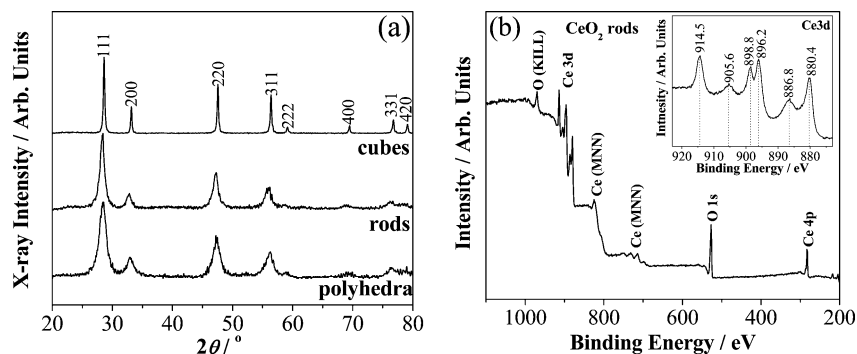 (a)
X-ray Intensity / Arb. Units
111
200
220
311
222
400
331
420
cubes
rods
polyhedra
20 30 40 50 60 70 80
2θ / °
(b)
CeO2 rods
Intensity / Arb. Units
O (KILL)
Ce 3d
Ce (MNN)
Ce (MNN)
O 1s
Ce 4p
1000 800 600 400 200
Binding Energy / eV
Ce3d
Intnesity / Arb. Units
914.5
905.6
898.8
896.2
886.8
880.4
920 910 900 890 880
Binding Energy / eV